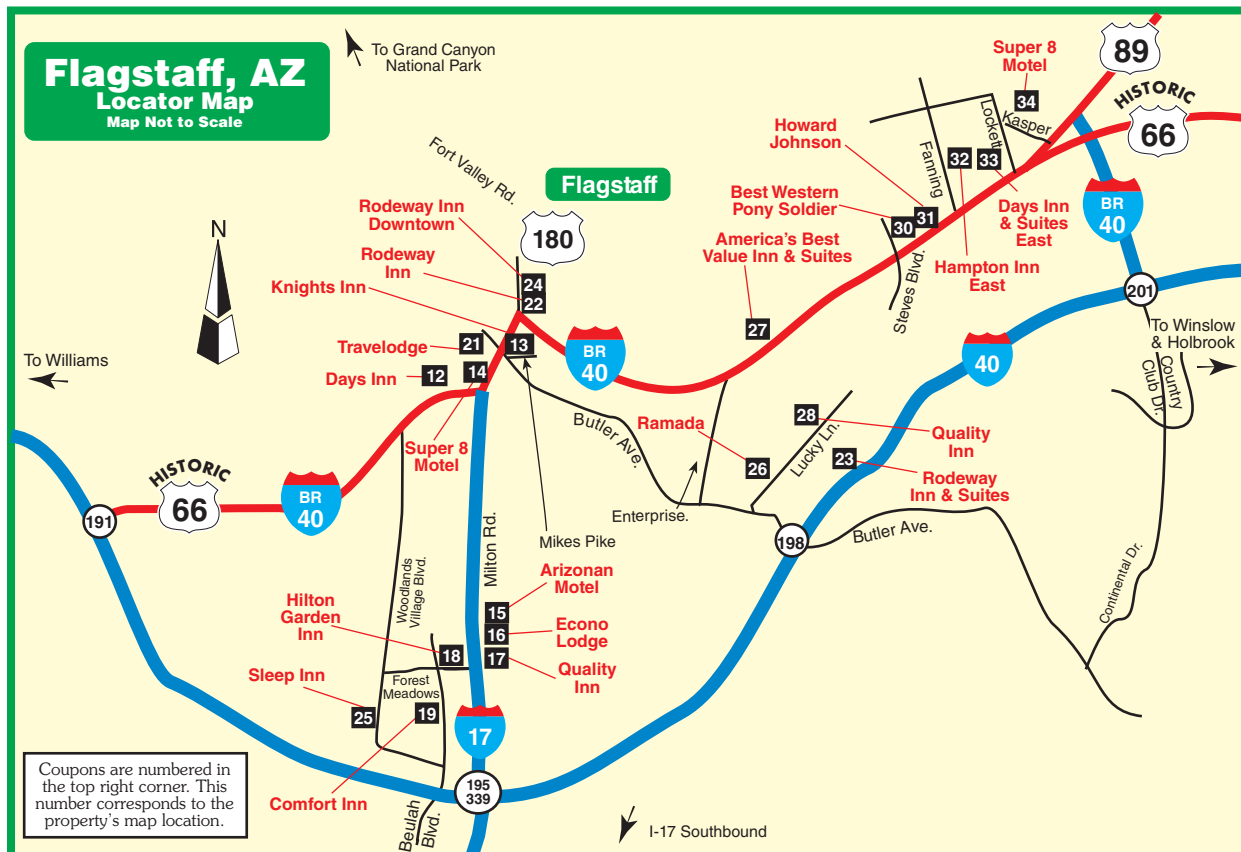 Flagstaff, AZ
Locator Map
Map Not to Scale
To Grand Canyon
National Park
Super 8
Motel
89
HISTORIC
66
34
Kasper
Lockett
Fanning
Howard
Johnson
32
33
Fort Valley Rd.
Flagstaff
Best Western
Pony Soldier
31
30
Days Inn
& Suites
East
BR
40
Rodeway Inn
Downtown
180
America's Best
Value Inn & Suites
Hampton Inn
East
N
Rodeway
Inn
Knights Inn
24
22
Steves Blvd.
201
27
To Winslow
& Holbrook
Travelodge
21
13
BR
40
40
To Williams
Days Inn
12
14
Country
Club Dr.
Super 8
Motel
Butler Ave.
Ramada
28
Lucky Ln.
Quality
Inn
26
23
Rodeway
Inn & Suites
HISTORIC
66
BR
40
191
Enterprise.
Mikes Pike
198
Butler Ave.
Milton Rd.
Woodlands
Village Blvd.
Arizonan
Motel
15
Continental Dr.
Hilton
Garden
Inn
16
Econo
Lodge
18
17
Quality
Inn
Sleep Inn
Forest
Meadows
25
19
17
Coupons are numbered in
the top right corner. This
number corresponds to the
property's map location.
Comfort Inn
195
339
Beulah
Blvd.
I-17 Southbound